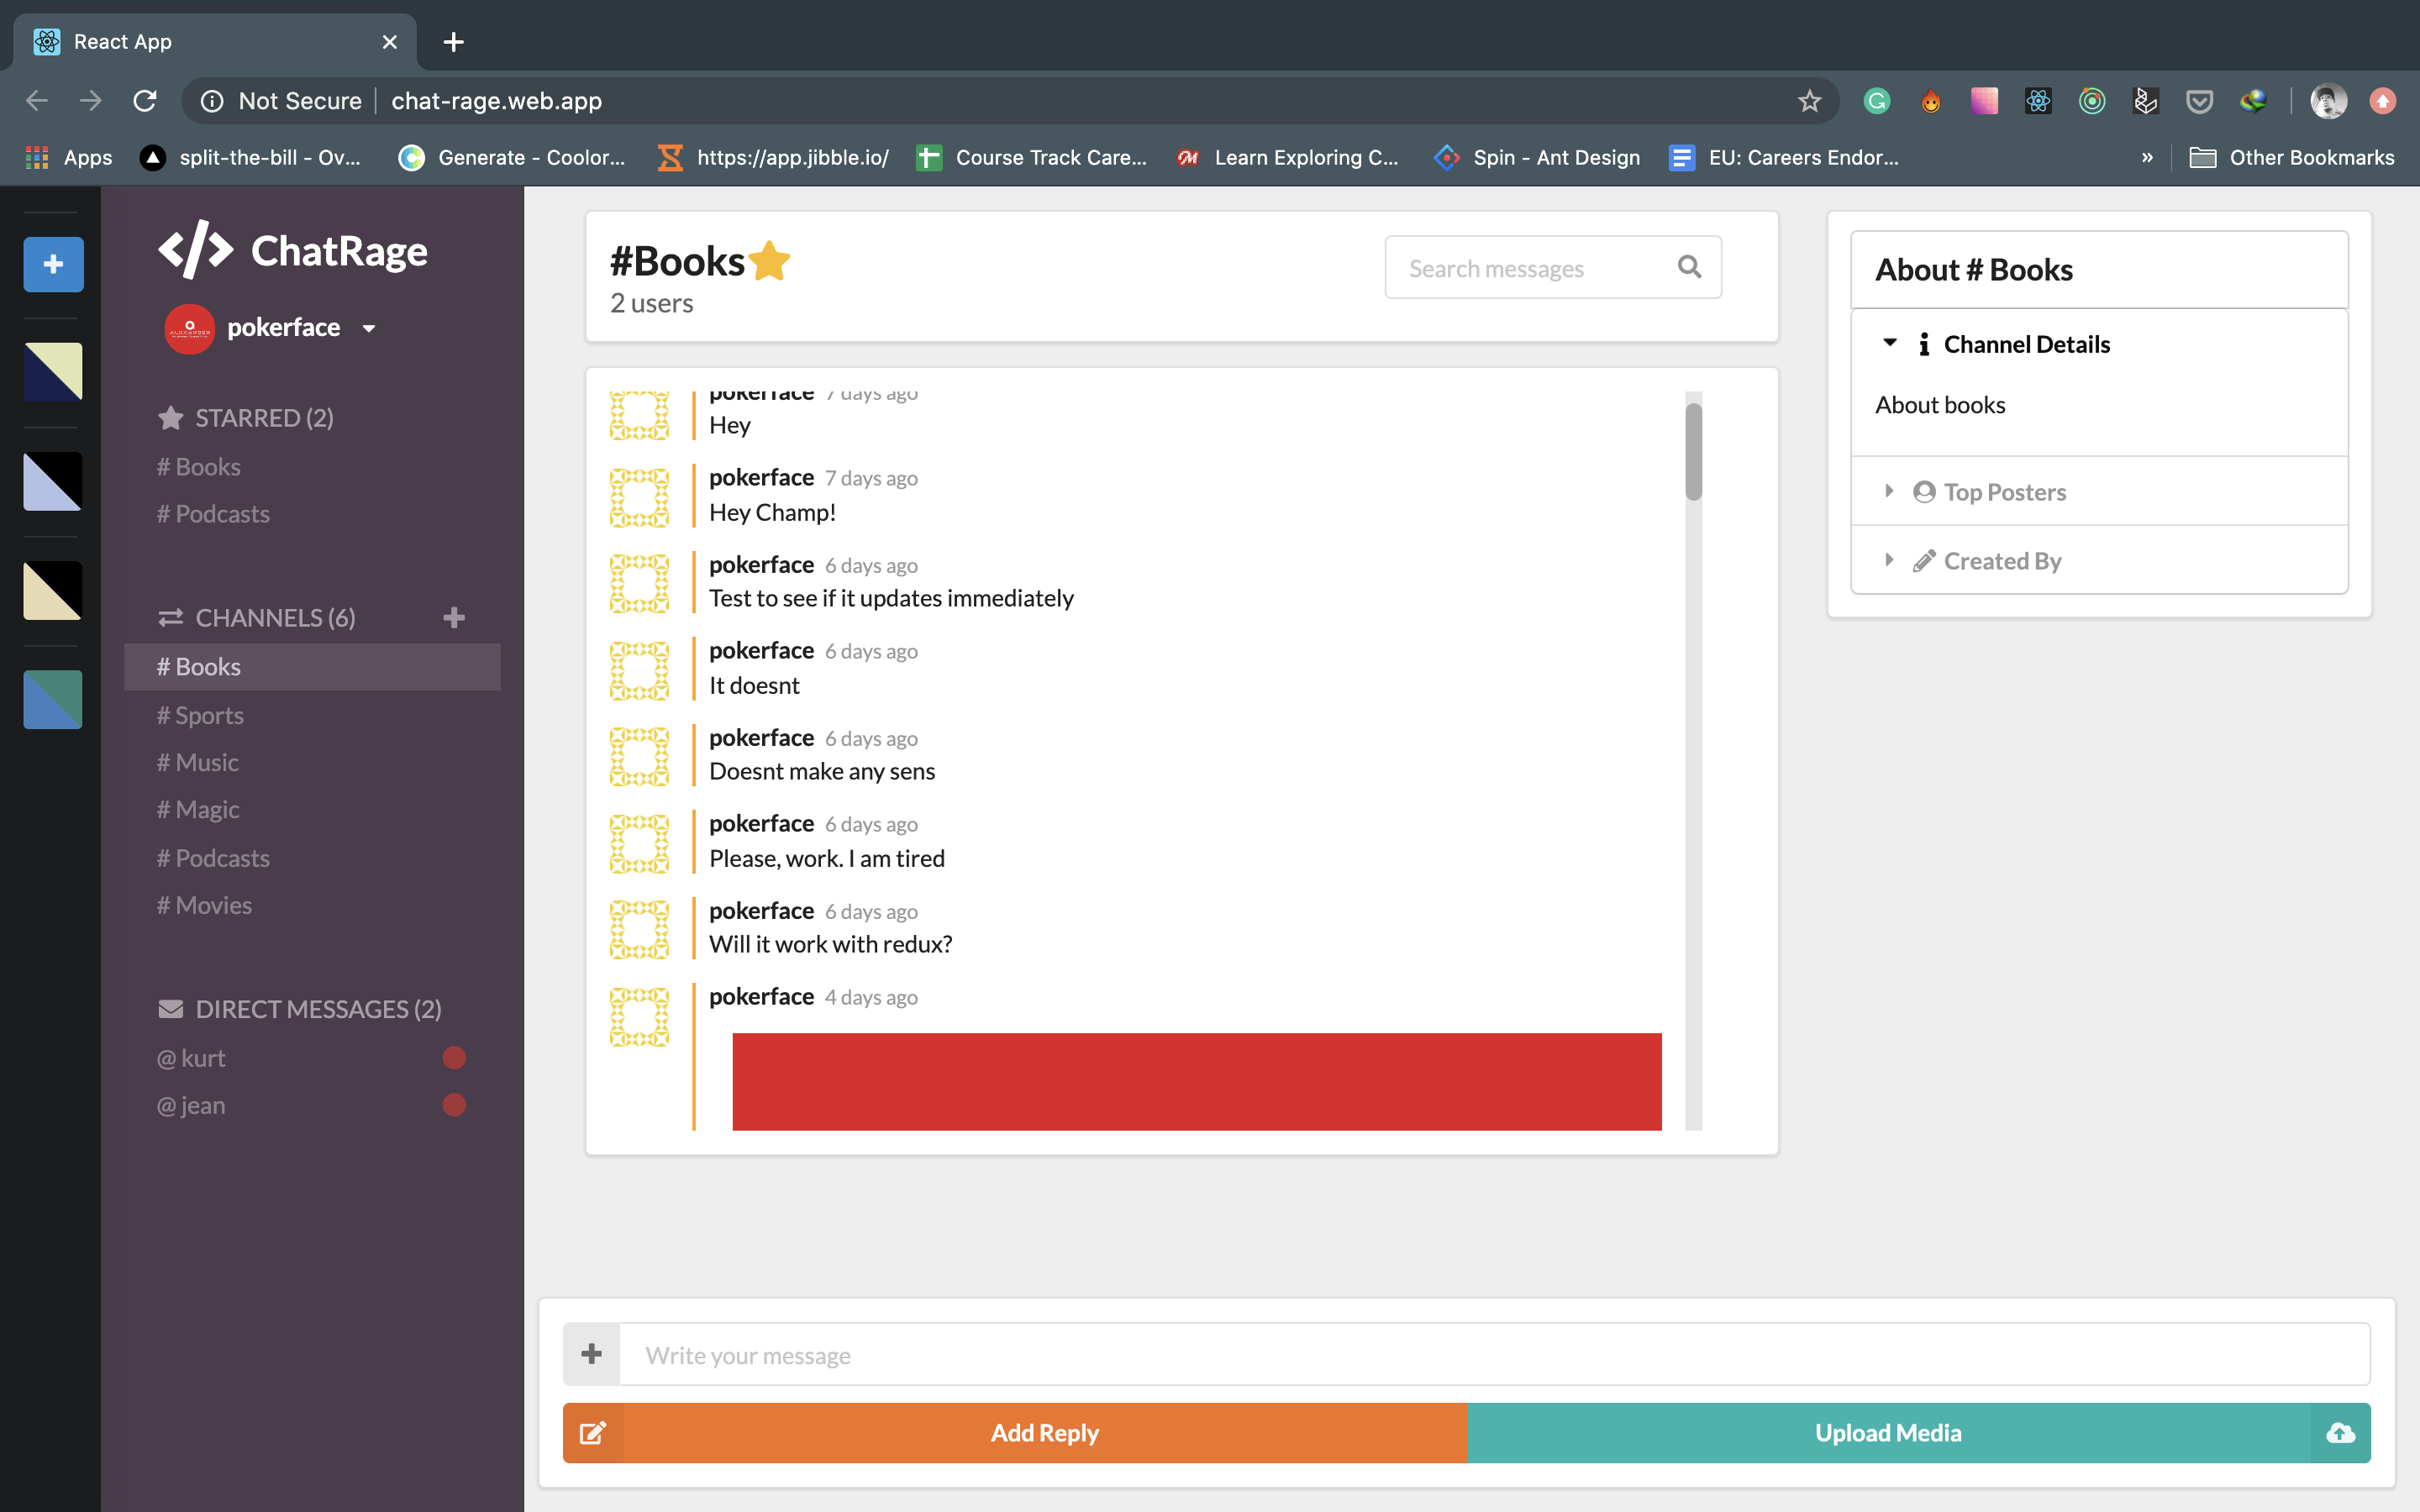 React App
Not Secure
chat-rage.web.app
Apps
split-the-bill - Ov...
Generate - Coolor...
https://app.jibble.io/
Course Track Care...
Learn Exploring C...
Spin - Ant Design
EU: Careers Endor...
»
Other Bookmarks
</> ChatRage
pokerface
STARRED (2)
# Books
# Podcasts
CHANNELS (6)
# Books
# Sports
# Music
# Magic
# Podcasts
# Movies
DIRECT MESSAGES (2)
@ kurt
@ jean
#Books
2 users
Search messages
pokerface 7 days ago
Hey
pokerface 7 days ago
Hey Champ!
pokerface 6 days ago
Test to see if it updates immediately
pokerface 6 days ago
It doesnt
pokerface 6 days ago
Doesnt make any sens
pokerface 6 days ago
Please, work. I am tired
pokerface 6 days ago
Will it work with redux?
pokerface 4 days ago
About # Books
Channel Details
About books
Top Posters
Created By
Write your message
Add Reply
Upload Media